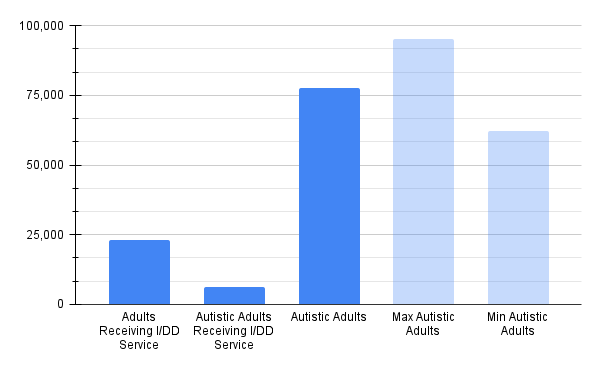 100,000
75,000
50,000
25,000
0
Adults
Receiving I/DD
Service
Autistic Adults
Receiving I/DD
Service
Autistic Adults
Max Autistic
Adults
Min Autistic
Adults